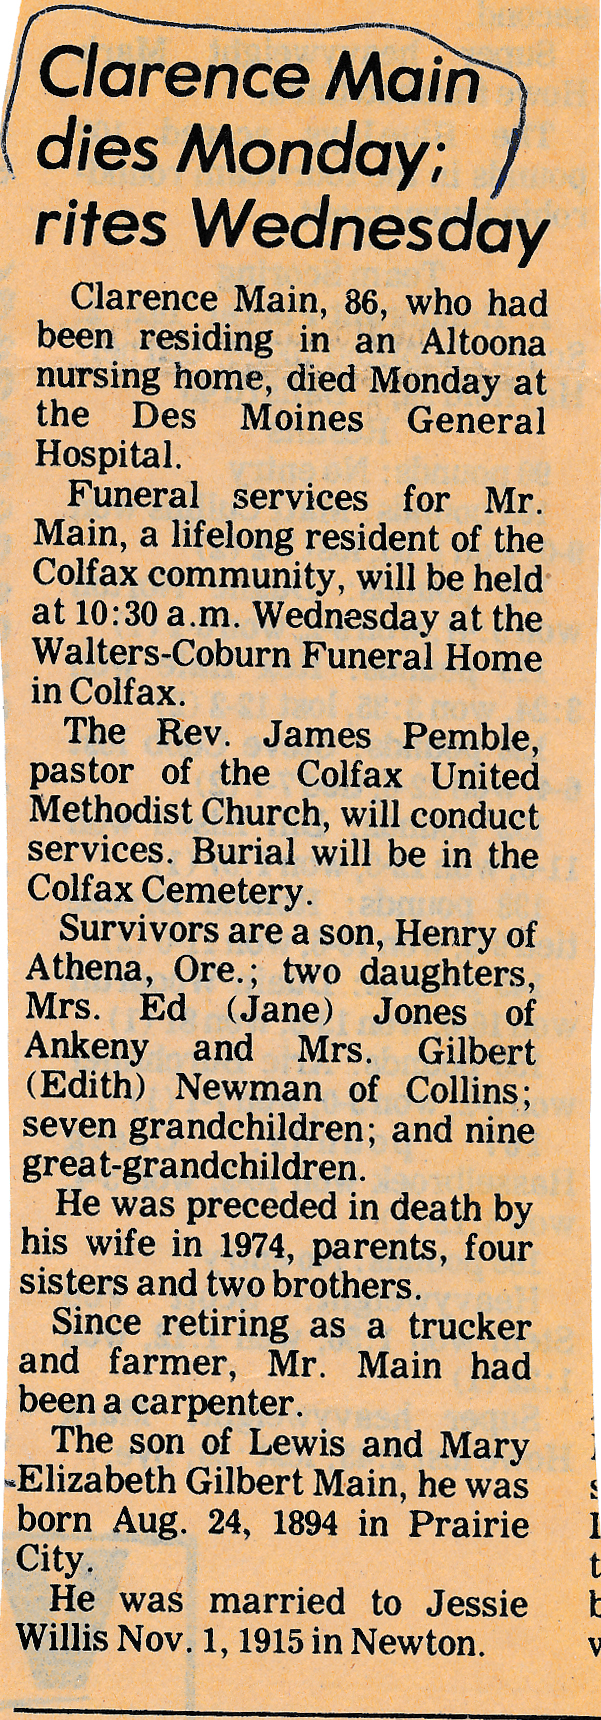 Clarence Main
dies Monday;
rites Wednesday
Clarence Main, 86, who had
been residing in an Altoona
nursing home, died Monday at
the Des Moines General
Hospital.
Funeral services for Mr.
Main, a lifelong resident of the
Colfax community, will be held
at 10:30 a.m. Wednesday at the
Walters-Coburn Funeral Home
in Colfax.
The Rev. James Pemble,
pastor of the Colfax United
Methodist Church, will conduct
services. Burial will be in the
Colfax Cemetery.
Survivors are a son, Henry of
Athena, Ore.; two daughters,
Mrs. Ed (Jane) Jones of
Ankeny and Mrs. Gilbert
(Edith) Newman of Collins;
seven grandchildren; and nine
great-grandchildren.
He was preceded in death by
his wife in 1974, parents, four
sisters and two brothers.
Since retiring as a trucker
and farmer, Mr. Main had
been a carpenter.
The son of Lewis and Mary
Elizabeth Gilbert Main, he was
born Aug. 24, 1894 in Prairie
City.
He was married to Jessie
Willis Nov. 1, 1915 in Newton.